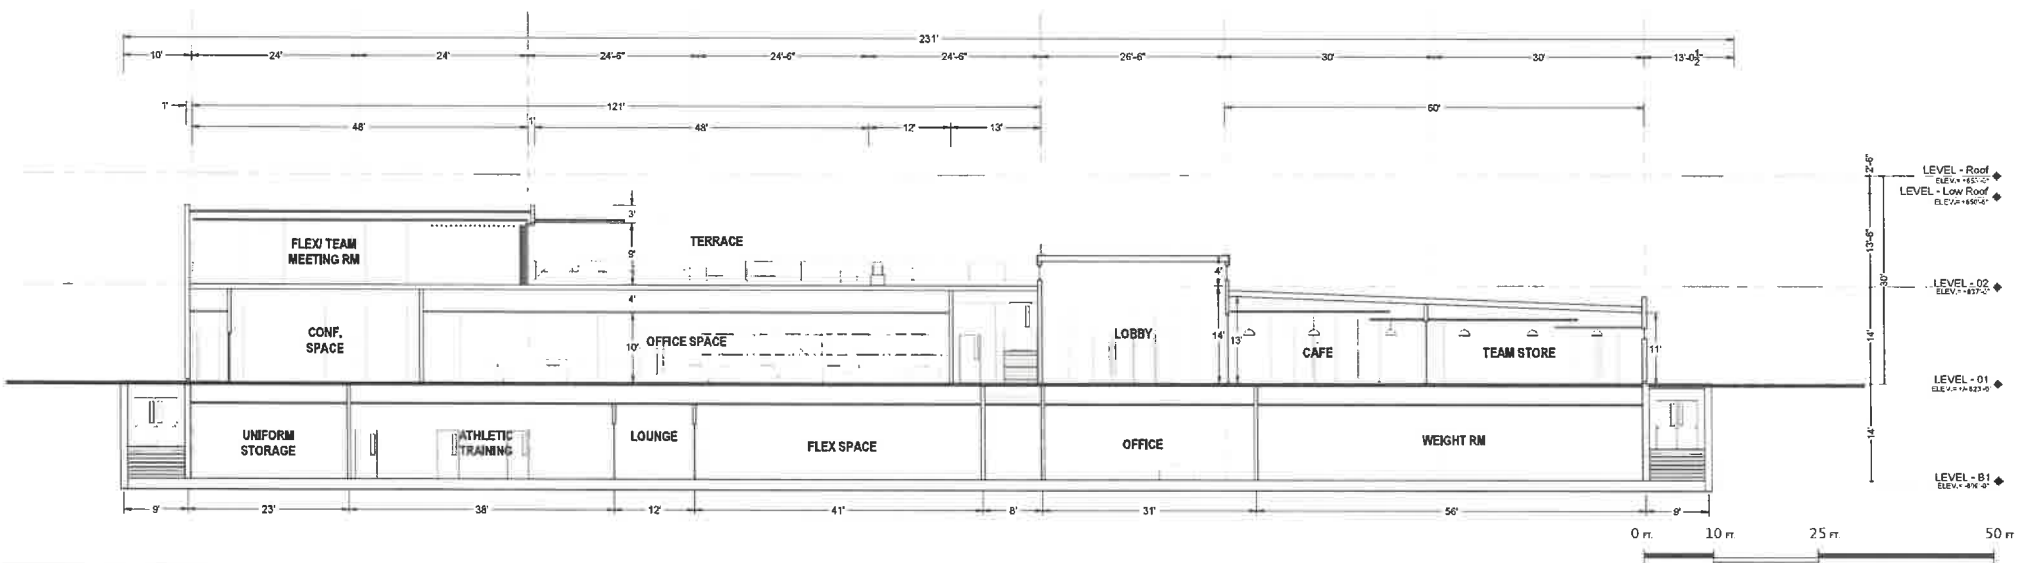 231'
10' 24' 24' 24'-6" 24'-6" 24'-6" 26'-6" 30' 30' 13'-0 1/2
1' 121' 60'
48' 1' 48' 12' 13'
2'-6"
LEVEL - Roof
LEVEL - Low Roof
3'
FLEX/ TEAM
MEETING RM
TERRACE
9'
13'-6"
30'
4'
LEVEL - 02
4'
CONF.
SPACE
OFFICE SPACE
10'
LOBBY
14'
13'
CAFE
TEAM STORE
11'
14'
LEVEL - 01
UNIFORM
STORAGE
ATHLETIC
TRAINING
LOUNGE
FLEX SPACE
OFFICE
WEIGHT RM
14'
LEVEL - B1
9' 23' 38' 12' 41' 8' 31' 56' 9'
0 FT. 10 FT 25 FT 50 FT